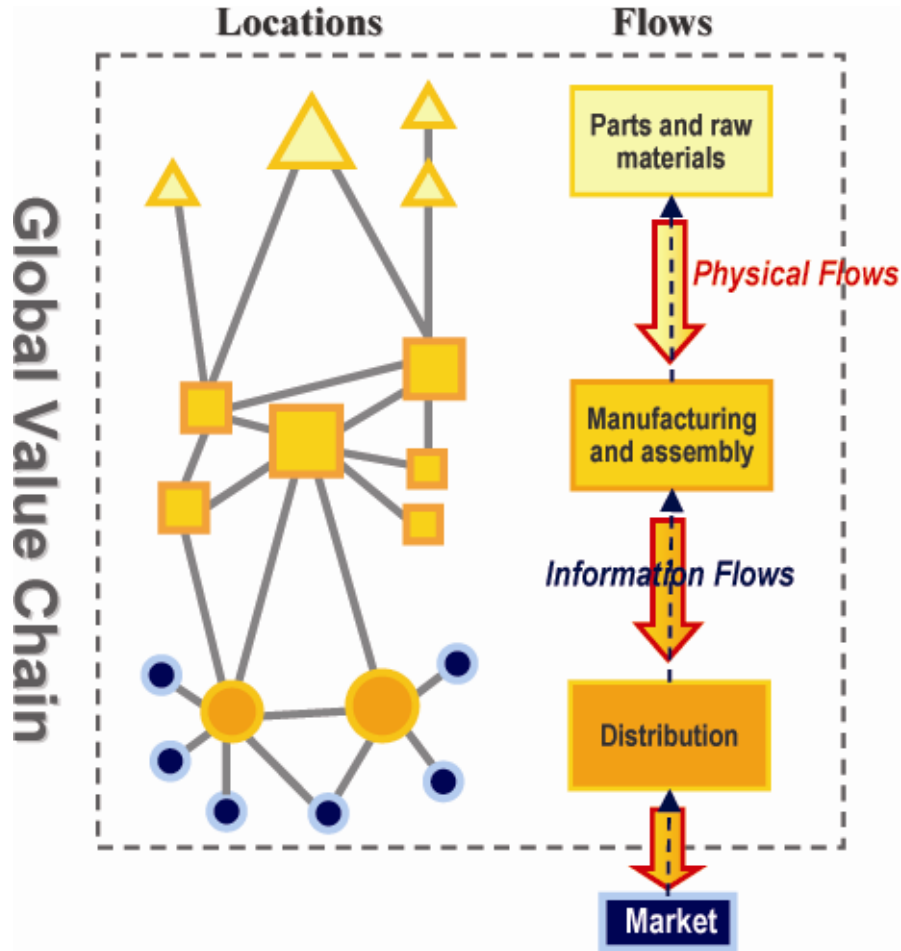 Locations
Flows
Global Value Chain
Parts and raw
materials
Physical Flows
Manufacturing
and assembly
Information Flows
Distribution
Market